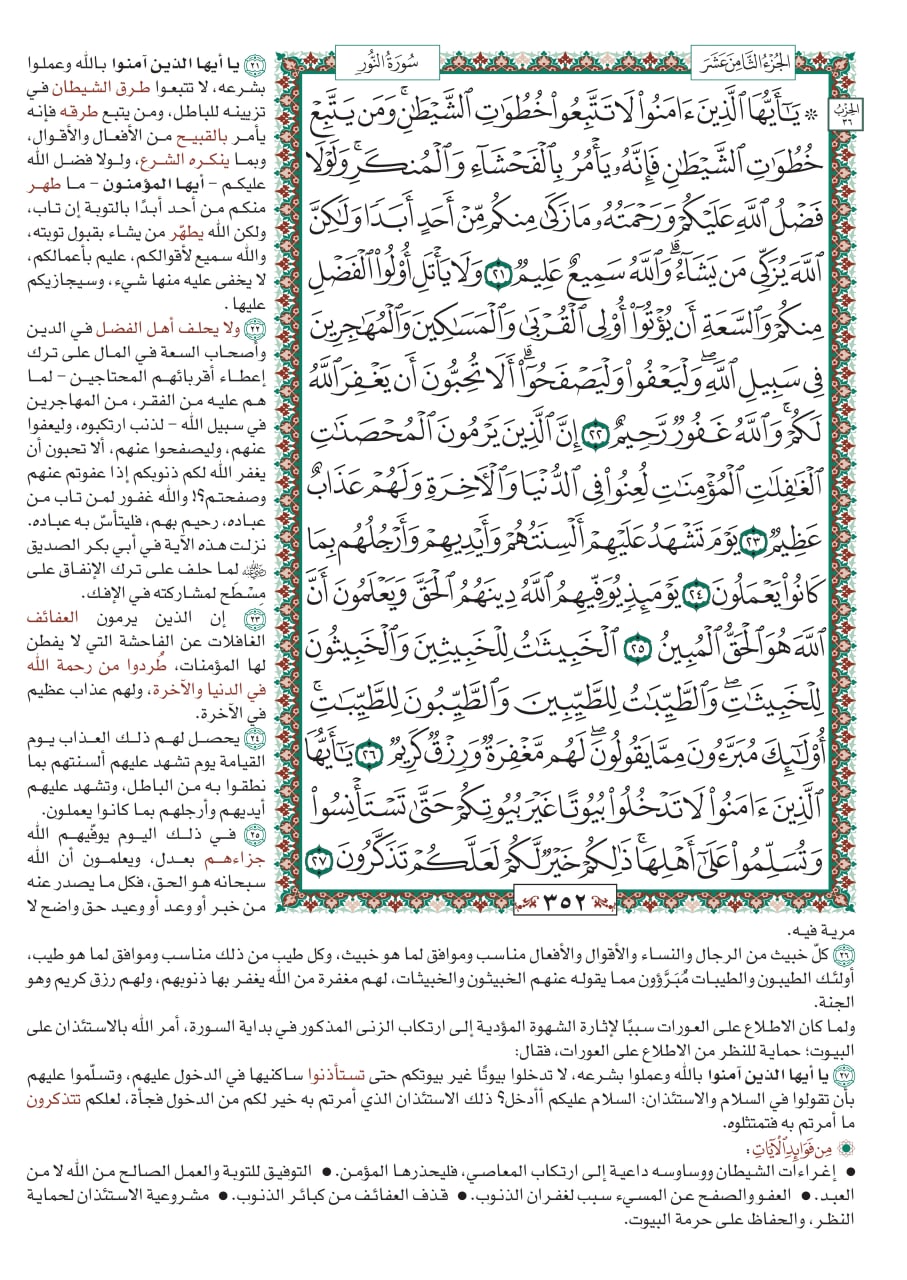 الجُزْءُ الثَّامِنَ عَشَرَ
سُورَةُ النُّورِ
الحِزْبُ
٣٦
۞ يَٰٓأَيُّهَا ٱلَّذِينَ ءَامَنُواْ لَا تَتَّبِعُواْ خُطُوَٰتِ ٱلشَّيۡطَٰنِۚ وَمَن يَتَّبِعۡ
خُطُوَٰتِ ٱلشَّيۡطَٰنِ فَإِنَّهُۥ يَأۡمُرُ بِٱلۡفَحۡشَآءِ وَٱلۡمُنكَرِۚ وَلَوۡلَا
فَضۡلُ ٱللَّهِ عَلَيۡكُمۡ وَرَحۡمَتُهُۥ مَا زَكَىٰ مِنكُم مِّنۡ أَحَدٍ أَبَدٗا وَلَٰكِنَّ
ٱللَّهَ يُزَكِّي مَن يَشَآءُۗ وَٱللَّهُ سَمِيعٌ عَلِيمٞ ٢١ وَلَا يَأۡتَلِ أُوْلُواْ ٱلۡفَضۡلِ
مِنكُمۡ وَٱلسَّعَةِ أَن يُؤۡتُوٓاْ أُوْلِي ٱلۡقُرۡبَىٰ وَٱلۡمَسَٰكِينَ وَٱلۡمُهَٰجِرِينَ
فِي سَبِيلِ ٱللَّهِۖ وَلۡيَعۡفُواْ وَلۡيَصۡفَحُوٓاْۗ أَلَا تُحِبُّونَ أَن يَغۡفِرَ ٱللَّهُ
لَكُمۡۚ وَٱللَّهُ غَفُورٞ رَّحِيمٌ ٢٢ إِنَّ ٱلَّذِينَ يَرۡمُونَ ٱلۡمُحۡصَنَٰتِ
ٱلۡغَٰفِلَٰتِ ٱلۡمُؤۡمِنَٰتِ لُعِنُواْ فِي ٱلدُّنۡيَا وَٱلۡأٓخِرَةِ وَلَهُمۡ عَذَابٌ
عَظِيمٞ ٢٣ يَوۡمَ تَشۡهَدُ عَلَيۡهِمۡ أَلۡسِنَتُهُمۡ وَأَيۡدِيهِمۡ وَأَرۡجُلُهُم بِمَا
كَانُواْ يَعۡمَلُونَ ٢٤ يَوۡمَئِذٖ يُوَفِّيهِمُ ٱللَّهُ دِينَهُمُ ٱلۡحَقَّ وَيَعۡلَمُونَ أَنَّ
ٱللَّهَ هُوَ ٱلۡحَقُّ ٱلۡمُبِينُ ٢٥ ٱلۡخَبِيثَٰتُ لِلۡخَبِيثِينَ وَٱلۡخَبِيثُونَ
لِلۡخَبِيثَٰتِۖ وَٱلطَّيِّبَٰتُ لِلطَّيِّبِينَ وَٱلطَّيِّبُونَ لِلطَّيِّبَٰتِۚ
أُوْلَٰٓئِكَ مُبَرَّءُونَ مِمَّا يَقُولُونَۖ لَهُم مَّغۡفِرَةٞ وَرِزۡقٞ كَرِيمٞ ٢٦ يَٰٓأَيُّهَا
ٱلَّذِينَ ءَامَنُواْ لَا تَدۡخُلُواْ بُيُوتًا غَيۡرَ بُيُوتِكُمۡ حَتَّىٰ تَسۡتَأۡنِسُواْ
وَتُسَلِّمُواْ عَلَىٰٓ أَهۡلِهَاۚ ذَٰلِكُمۡ خَيۡرٞ لَّكُمۡ لَعَلَّكُمۡ تَذَكَّرُونَ ٢٧
٣٥٢
٢١ يا أيها الذين آمنوا بالله وعملوا
بشرعه، لا تتبعوا طرق الشيطان في
تزيينه للباطل، ومن يتبع طرقه فإنه
يأمر بالقبيح من الأفعال والأقوال،
وبما ينكره الشرع، ولولا فضل الله
عليكم – أيها المؤمنون – ما طهر
منكم من أحد أبدًا بالتوبة إن تاب،
ولكن الله يطهّر من يشاء بقبول توبته،
والله سميع لأقوالكم، عليم بأعمالكم،
لا يخفى عليه منها شيء، وسيجازيكم
عليها.
٢٢ ولا يحلف أهل الفضل في الدين
وأصحاب السعة في المال على ترك
إعطاء أقربائهم المحتاجين – لما
هم عليه من الفقر، من المهاجرين
في سبيل الله – لذنب ارتكبوه، وليعفوا
عنهم، وليصفحوا عنهم، ألا تحبون أن
يغفر الله لكم ذنوبكم إذا عفوتم عنهم
وصفحتم؟! والله غفور لمن تاب من
عباده، رحيم بهم، فليتأسّ به عباده.
نزلت هذه الآية في أبي بكر الصديق
رضي الله عنه لما حلف على ترك الإنفاق على
مِسْطَح لمشاركته في الإفك.
٢٣ إن الذين يرمون العفائف
الغافلات عن الفاحشة التي لا يفطن
لها المؤمنات، طُردوا من رحمة الله
في الدنيا والآخرة، ولهم عذاب عظيم
في الآخرة.
٢٤ يحصل لهم ذلك العذاب يوم
القيامة يوم تشهد عليهم ألسنتهم بما
نطقوا به من الباطل، وتشهد عليهم
أيديهم وأرجلهم بما كانوا يعملون.
٢٥ في ذلك اليوم يوفّيهم الله
جزاءهم بعدل، ويعلمون أن الله
سبحانه هو الحق، فكل ما يصدر عنه
من خبر أو وعد أو وعيد حق واضح لا
مرية فيه.
٢٦ كلّ خبيث من الرجال والنساء والأقوال والأفعال مناسب وموافق لما هو خبيث، وكل طيب من ذلك مناسب وموافق لما هو طيب،
أولئك الطيبون والطيبات مُبَرَّؤون مما يقوله عنهم الخبيثون والخبيثات، لهم مغفرة من الله يغفر بها ذنوبهم، ولهم رزق كريم وهو
الجنة.
ولما كان الاطلاع على العورات سببًا لإثارة الشهوة المؤدية إلى ارتكاب الزنى المذكور في بداية السورة، أمر الله بالاستئذان على
البيوت؛ حماية للنظر من الاطلاع على العورات، فقال:
٢٧ يا أيها الذين آمنوا بالله وعملوا بشرعه، لا تدخلوا بيوتًا غير بيوتكم حتى تستأذنوا ساكنيها في الدخول عليهم، وتسلّموا عليهم
بأن تقولوا في السلام والاستئذان: السلام عليكم أأدخل؟ ذلك الاستئذان الذي أمرتم به خير لكم من الدخول فجأة، لعلكم تتذكرون
ما أمرتم به فتمتثلوه.
مِن فَوَائِدِ الْآيَاتِ:
• إغراءات الشيطان ووساوسه داعية إلى ارتكاب المعاصي، فليحذرها المؤمن. • التوفيق للتوبة والعمل الصالح من الله لا من
العبد. • العفو والصفح عن المسيء سبب لغفران الذنوب. • قذف العفائف من كبائر الذنوب. • مشروعية الاستئذان لحماية
النظر، والحفاظ على حرمة البيوت.